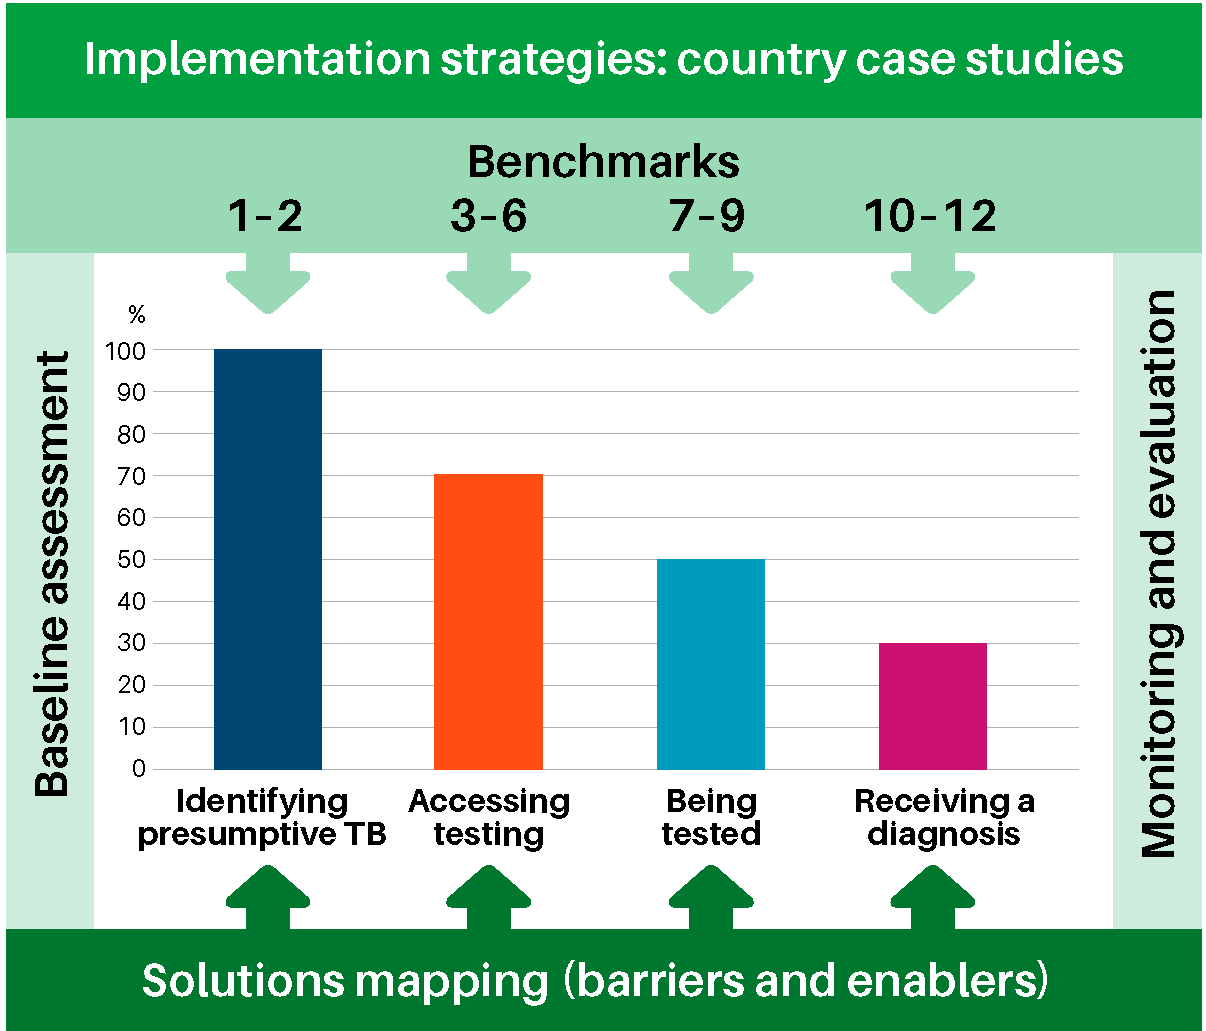 Implementation strategies: country case studies
Benchmarks
1–2
3–6
7–9
10–12
Baseline assessment
%
100
90
80
70
60
50
40
30
20
10
0
Identifying
presumptive TB
Accessing
testing
Being
tested
Receiving a
diagnosis
Monitoring and evaluation
Solutions mapping (barriers and enablers)